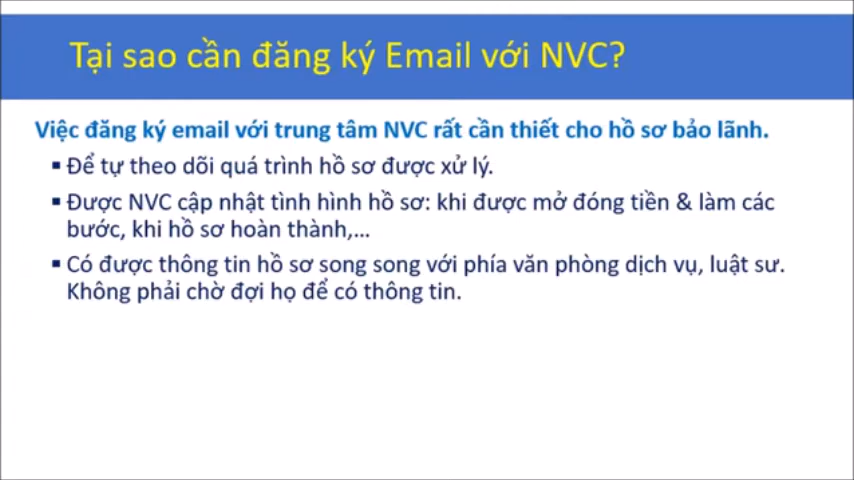 Tại sao cần đăng ký Email với NVC?
Việc đăng ký email với trung tâm NVC rất cần thiết cho hồ sơ bảo lãnh.
▪ Để tự theo dõi quá trình hồ sơ được xử lý.
▪ Được NVC cập nhật tình hình hồ sơ: khi được mở đóng tiền & làm các
bước, khi hồ sơ hoàn thành,...
▪ Có được thông tin hồ sơ song song với phía văn phòng dịch vụ, luật sư.
Không phải chờ đợi họ để có thông tin.